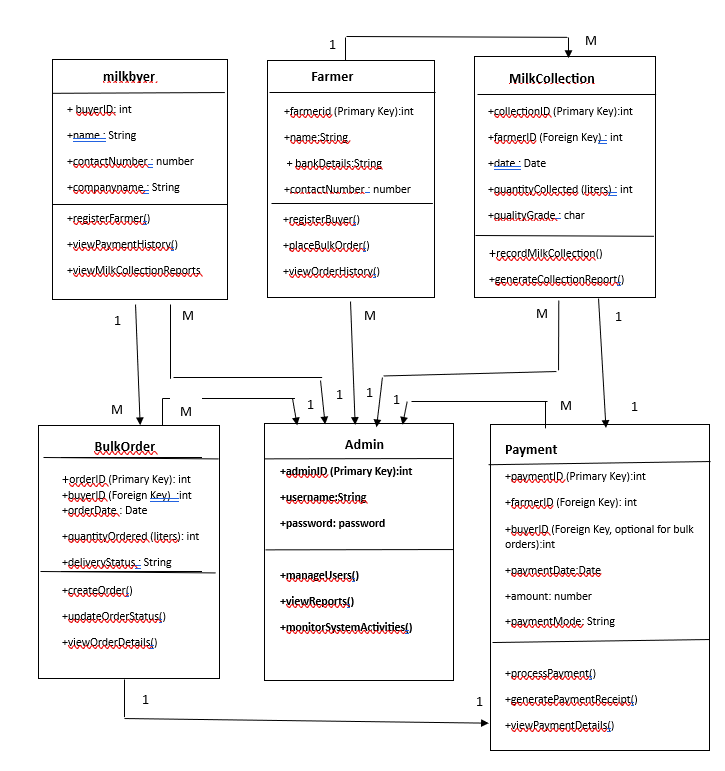 1
M
milkbyer
+ buyerID: int
+name : String
+contactNumber : number
+companyname : String
+registerFarmer()
+viewPaymentHistory()
+viewMilkCollectionReports
Farmer
+farmerid (Primary Key):int
+name:String
+ bankDetails:String
+contactNumber : number
+registerBuyer()
+placeBulkOrder()
+viewOrderHistory()
MilkCollection
+collectionID (Primary Key):int
+farmerID (Foreign Key) : int
+date : Date
+quantityCollected (liters) : int
+qualityGrade : char
+recordMilkCollection()
+generateCollectionReport()
1
M
M
M
1
M
M
1
1
1
1
M
1
BulkOrder
+orderID (Primary Key): int
+buyerID (Foreign Key) :int
+orderDate : Date
+quantityOrdered (liters): int
+deliveryStatus : String
+createOrder()
+updateOrderStatus()
+viewOrderDetails()
Admin
+adminID (Primary Key):int
+username:String
+password: password
+manageUsers()
+viewReports()
+monitorSystemActivities()
Payment
+paymentID (Primary Key):int
+farmerID (Foreign Key): int
+buyerID (Foreign Key, optional for bulk
orders):int
+paymentDate:Date
+amount: number
+paymentMode: String
+processPayment()
+generatePaymentReceipt()
+viewPaymentDetails()
1
1